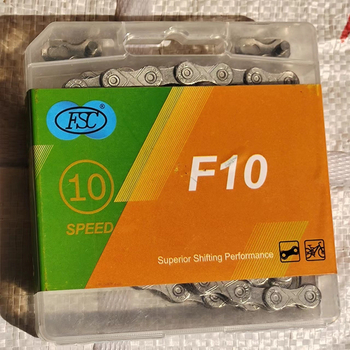 FSC
10
SPEED
F10
Superior Shifting Performance